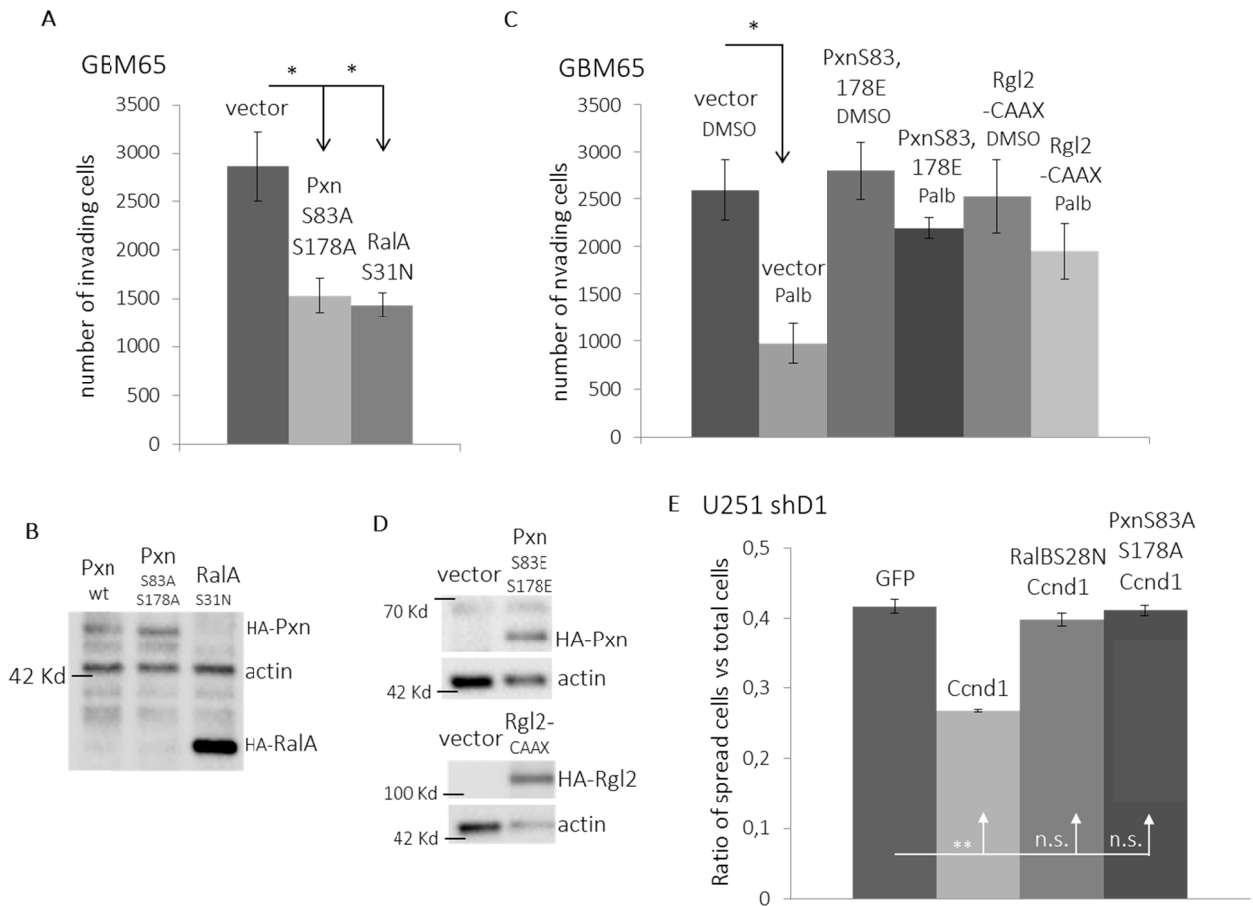 A
GBM65
number of invading cells
3500
3000
2500
2000
1500
1000
500
0
vector
*
*
Pxn
S83A
S178A
RalA
S31N
C
GBM65
number of nvading cells
3500
3000
2500
2000
1500
1000
500
0
*
vector
DMSO
vector
Palb
PxnS83,
178E
DMSO
PxnS83,
178E
Palb
Rgl2
-CAAX
DMSO
Rgl2
-CAAX
Palb
B
Pxn
wt
Pxn
S83A
S178A
RalA
S31N
HA-Pxn
actin
42 Kd
HA-RalA
D
vector
Pxn
S83E
S178E
70 Kd
HA-Pxn
actin
42 Kd
vector
Rgl2-
CAAX
HA-Rgl2
100 Kd
actin
42 Kd
E U251 shD1
Ratio of spread cells vs total cells
0,5
0,4
0,3
0,2
0,1
0
GFP
Ccnd1
RalBS28N
Ccnd1
PxnS83A
S178A
Ccnd1
**
n.s.
n.s.